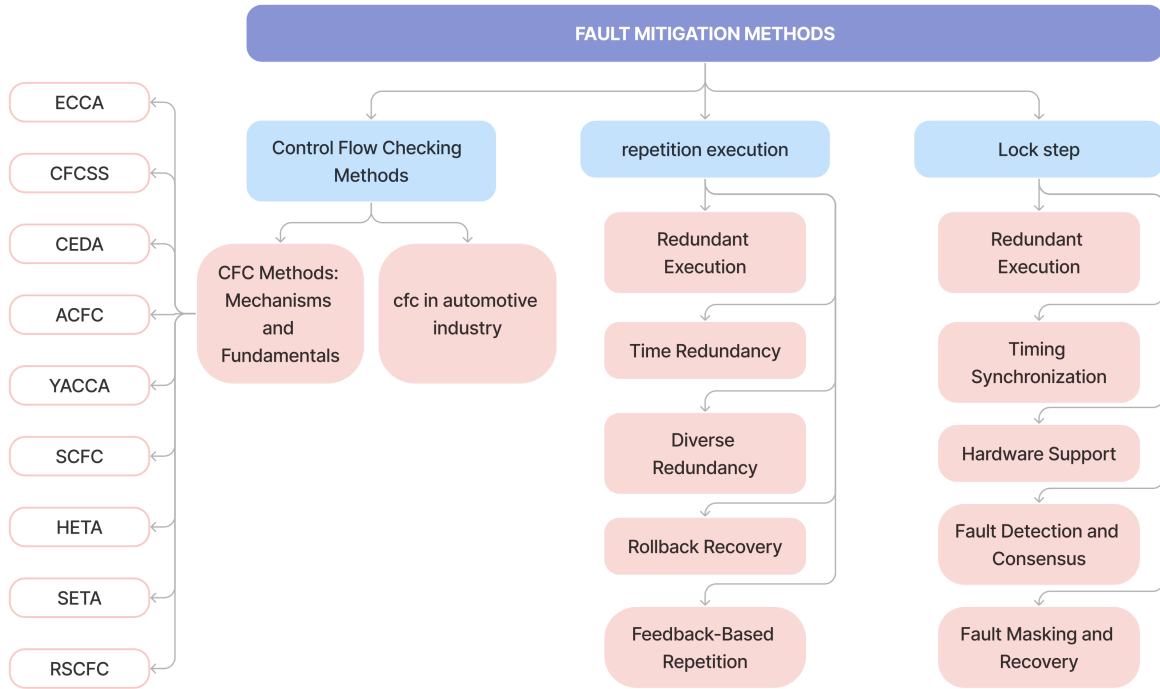 FAULT MITIGATION METHODS
ECCA
CFCSS
CEDA
ACFC
YACCA
SCFC
HETA
SETA
RSCFC
Control Flow Checking
Methods
CFC Methods:
Mechanisms
and
Fundamentals
cfc in automotive
industry
repetition execution
Redundant
Execution
Time Redundancy
Diverse
Redundancy
Rollback Recovery
Feedback-Based
Repetition
Lock step
Redundant
Execution
Timing
Synchronization
Hardware Support
Fault Detection and
Consensus
Fault Masking and
Recovery